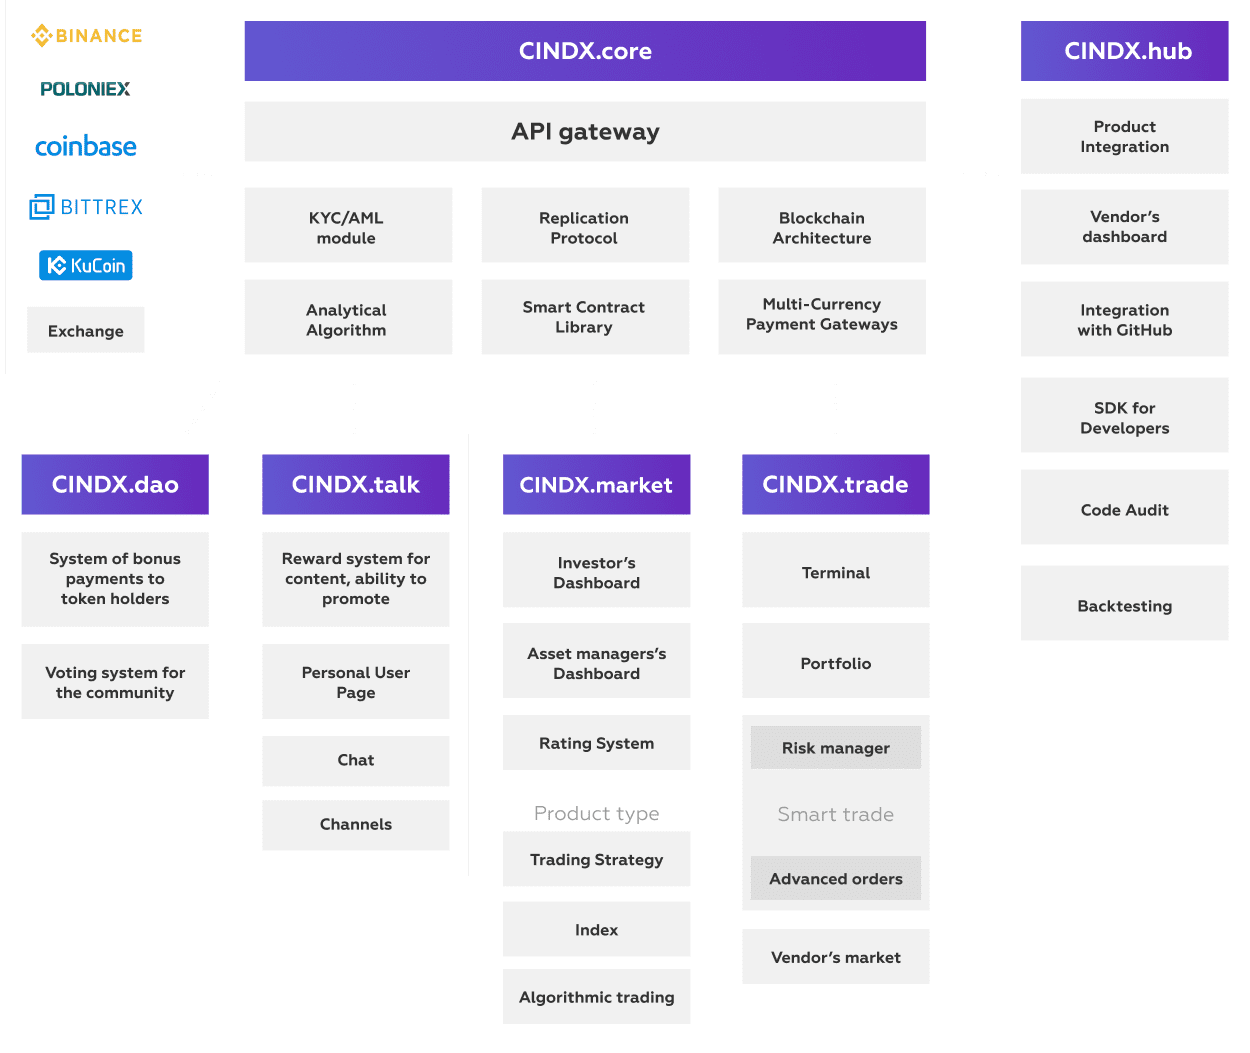 BINANCE
POLONIEX
coinbase
BITTREX
KuCoin
Exchange
CINDX.core
API gateway
KYC/AML
module
Replication
Protocol
Blockchain
Architecture
Analytical
Algorithm
Smart Contract
Library
Multi-Currency
Payment Gateways
CINDX.hub
Product
Integration
Vendor’s
dashboard
Integration
with GitHub
SDK for
Developers
Code Audit
Backtesting
CINDX.dao
System of bonus
payments to
token holders
Voting system for
the community
CINDX.talk
Reward system for
content, ability to
promote
Personal User
Page
Chat
Channels
CINDX.market
Investor’s
Dashboard
Asset managers’s
Dashboard
Rating System
Product type
Trading Strategy
Index
Algorithmic trading
CINDX.trade
Terminal
Portfolio
Risk manager
Smart trade
Advanced orders
Vendor’s market